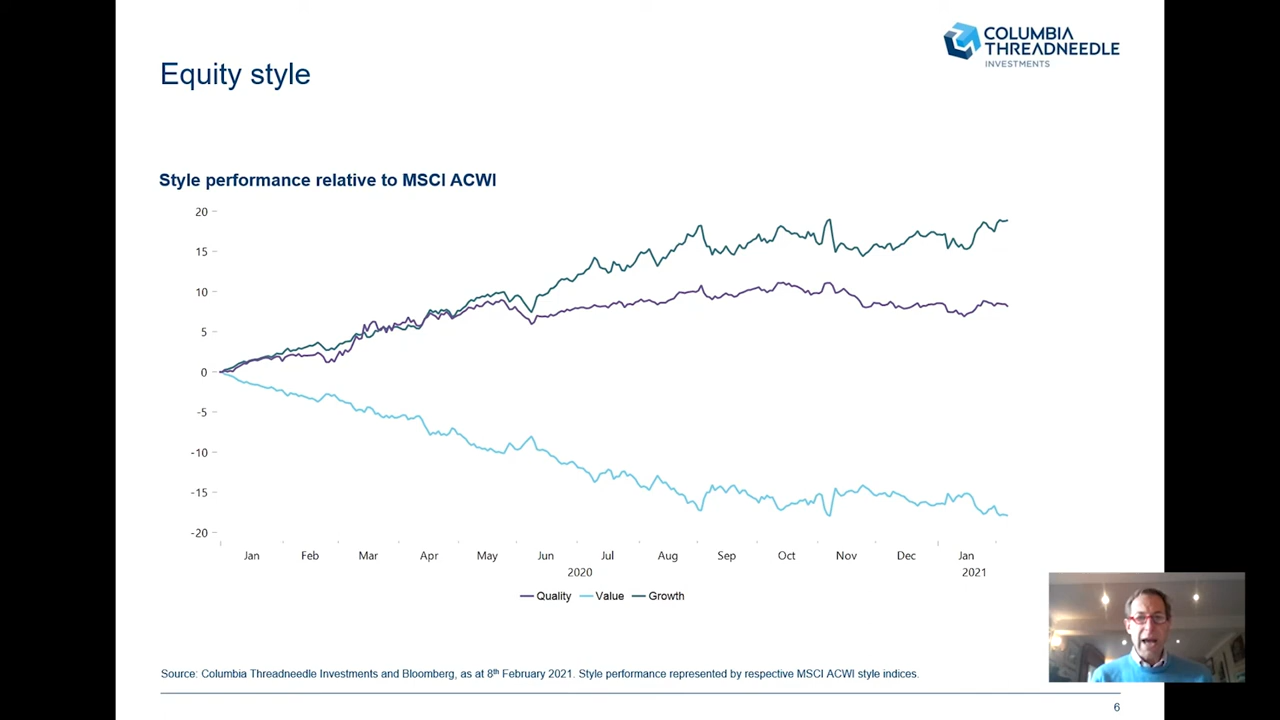 COLUMBIA
THREADNEEDLE
INVESTMENTS
Equity style
Style performance relative to MSCI ACWI
20
15
10
5
0
-5
-10
-15
-20
Jan Feb Mar Apr May Jun Jul Aug Sep Oct Nov Dec Jan
2020 2021
Quality Value Growth
Source: Columbia Threadneedle Investments and Bloomberg, as at 8th February 2021. Style performance represented by respective MSCI ACWI style indices.
6